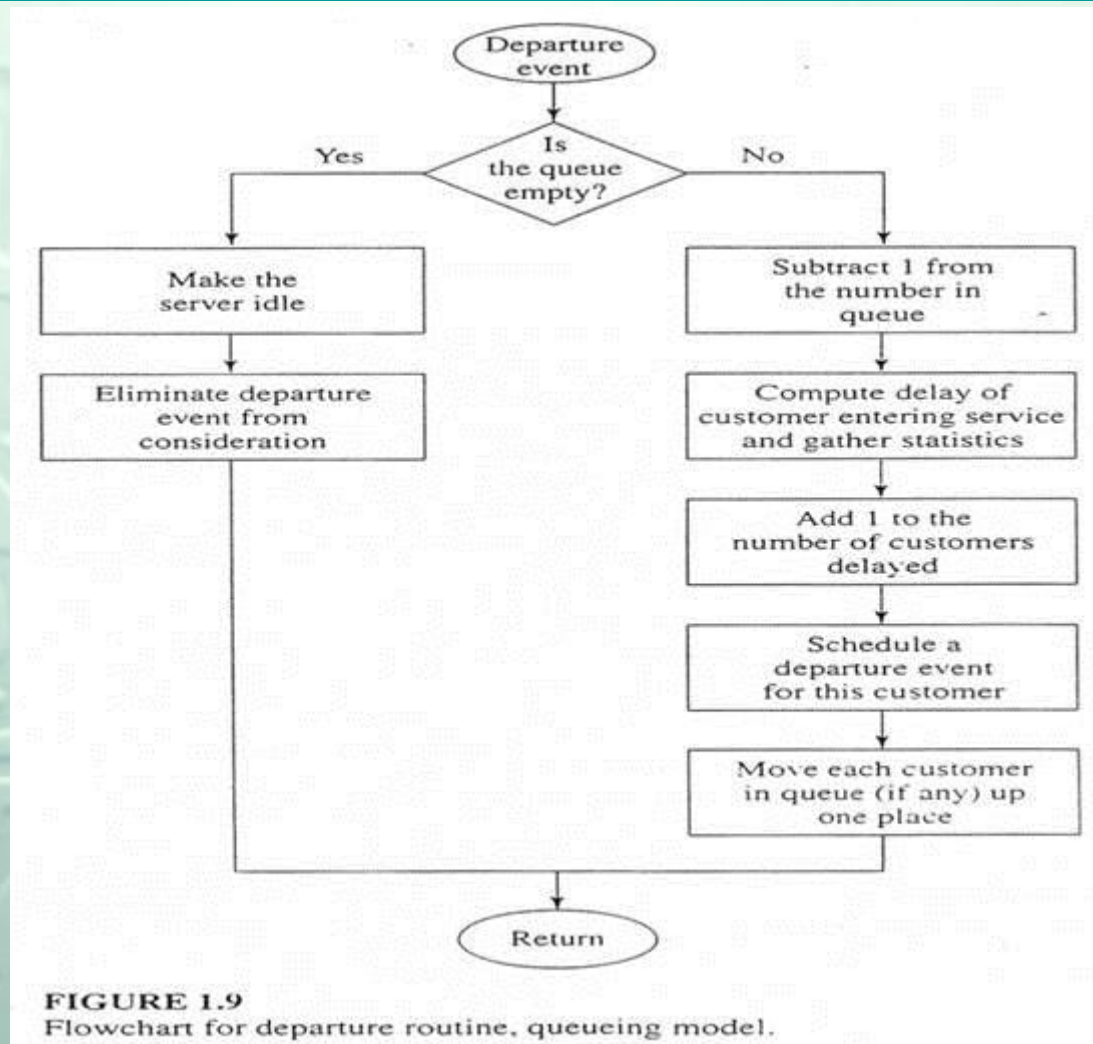 Departure
event
Is
the queue
empty?
Yes
No
Make the
server idle
Eliminate departure
event from
consideration
Subtract 1 from
the number in
queue
Compute delay of
customer entering service
and gather statistics
Add 1 to the
number of customers
delayed
Schedule a
departure event
for this customer
Move each customer
in queue (if any) up
one place
Return
FIGURE 1.9
Flowchart for departure routine, queueing model.